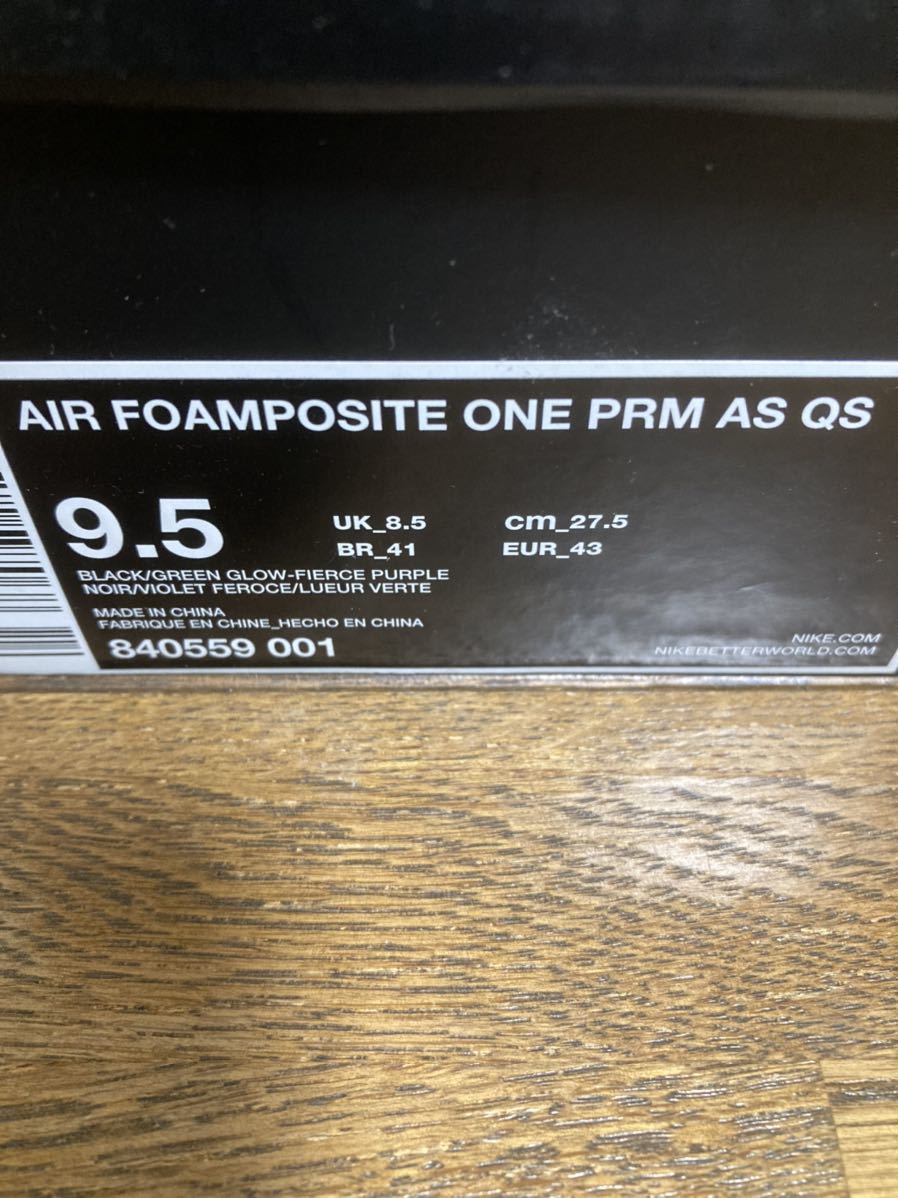 AIR FOAMPOSITE ONE PRM AS QS
9.5
UK_8.5 cm_27.5
BR_41 EUR_43
BLACK/GREEN GLOW-FIERCE PURPLE
NOIR/VIOLET FEROCE/LUEUR VERTE
MADE IN CHINA
FABRIQUE EN CHINE_HECHO EN CHINA
840559 001
NIKE.COM
NIKEBETTERWORLD.COM